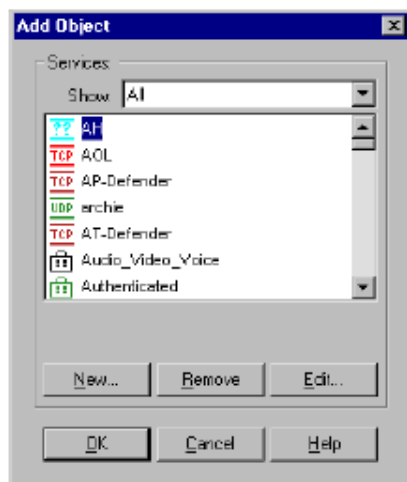 Add Object
Services:
Show: All
?? AH
TCP AOL
TCP AP-Defender
UDP archie
TCP AT-Defender
Audio_Video_Voice
Authenticated
New... Remove Edit...
OK Cancel Help